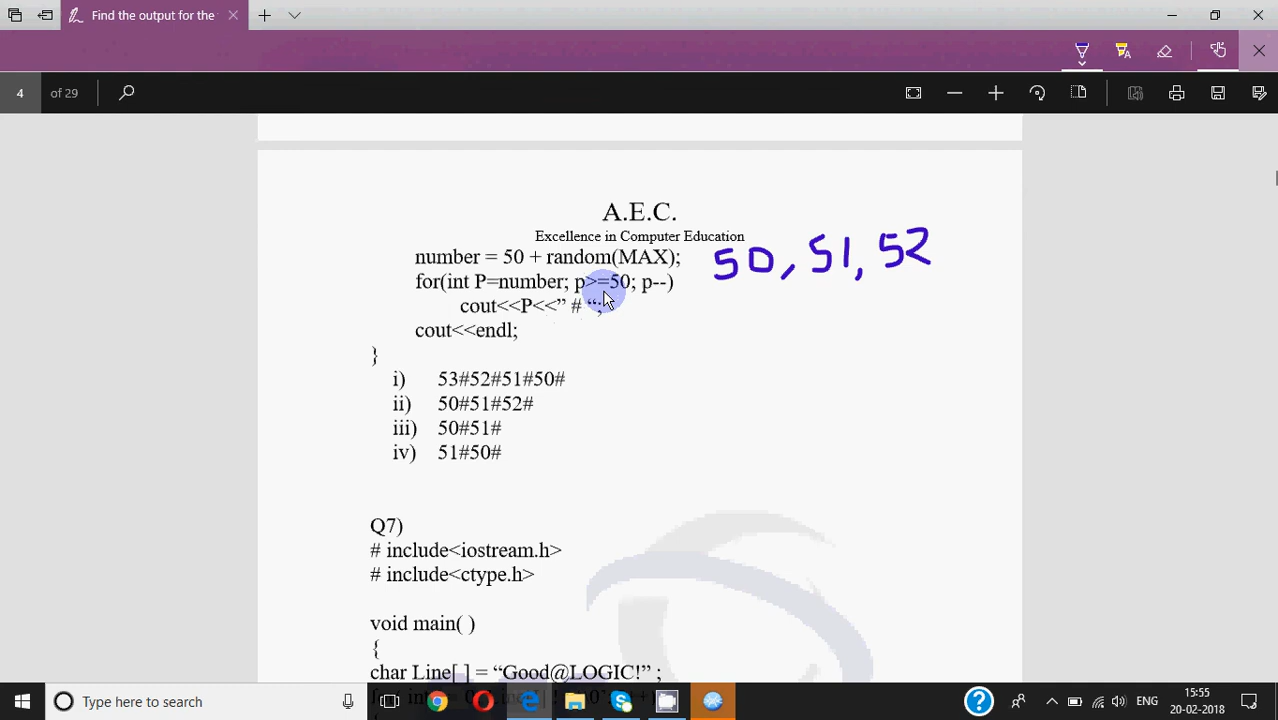 Find the output for the
4 of 29
A.E.C.
Excellence in Computer Education
number = 50 + random(MAX); 50, 51, 52
for(int P=number; p>=50; p--)
cout<<P<<” # “;
cout<<endl;
}
i) 53#52#51#50#
ii) 50#51#52#
iii) 50#51#
iv) 51#50#
Q7)
# include<iostream.h>
# include<ctype.h>
void main( )
{
char Line[ ] = “Good@LOGIC!” ;
Type here to search
ENG
15:55
20-02-2018